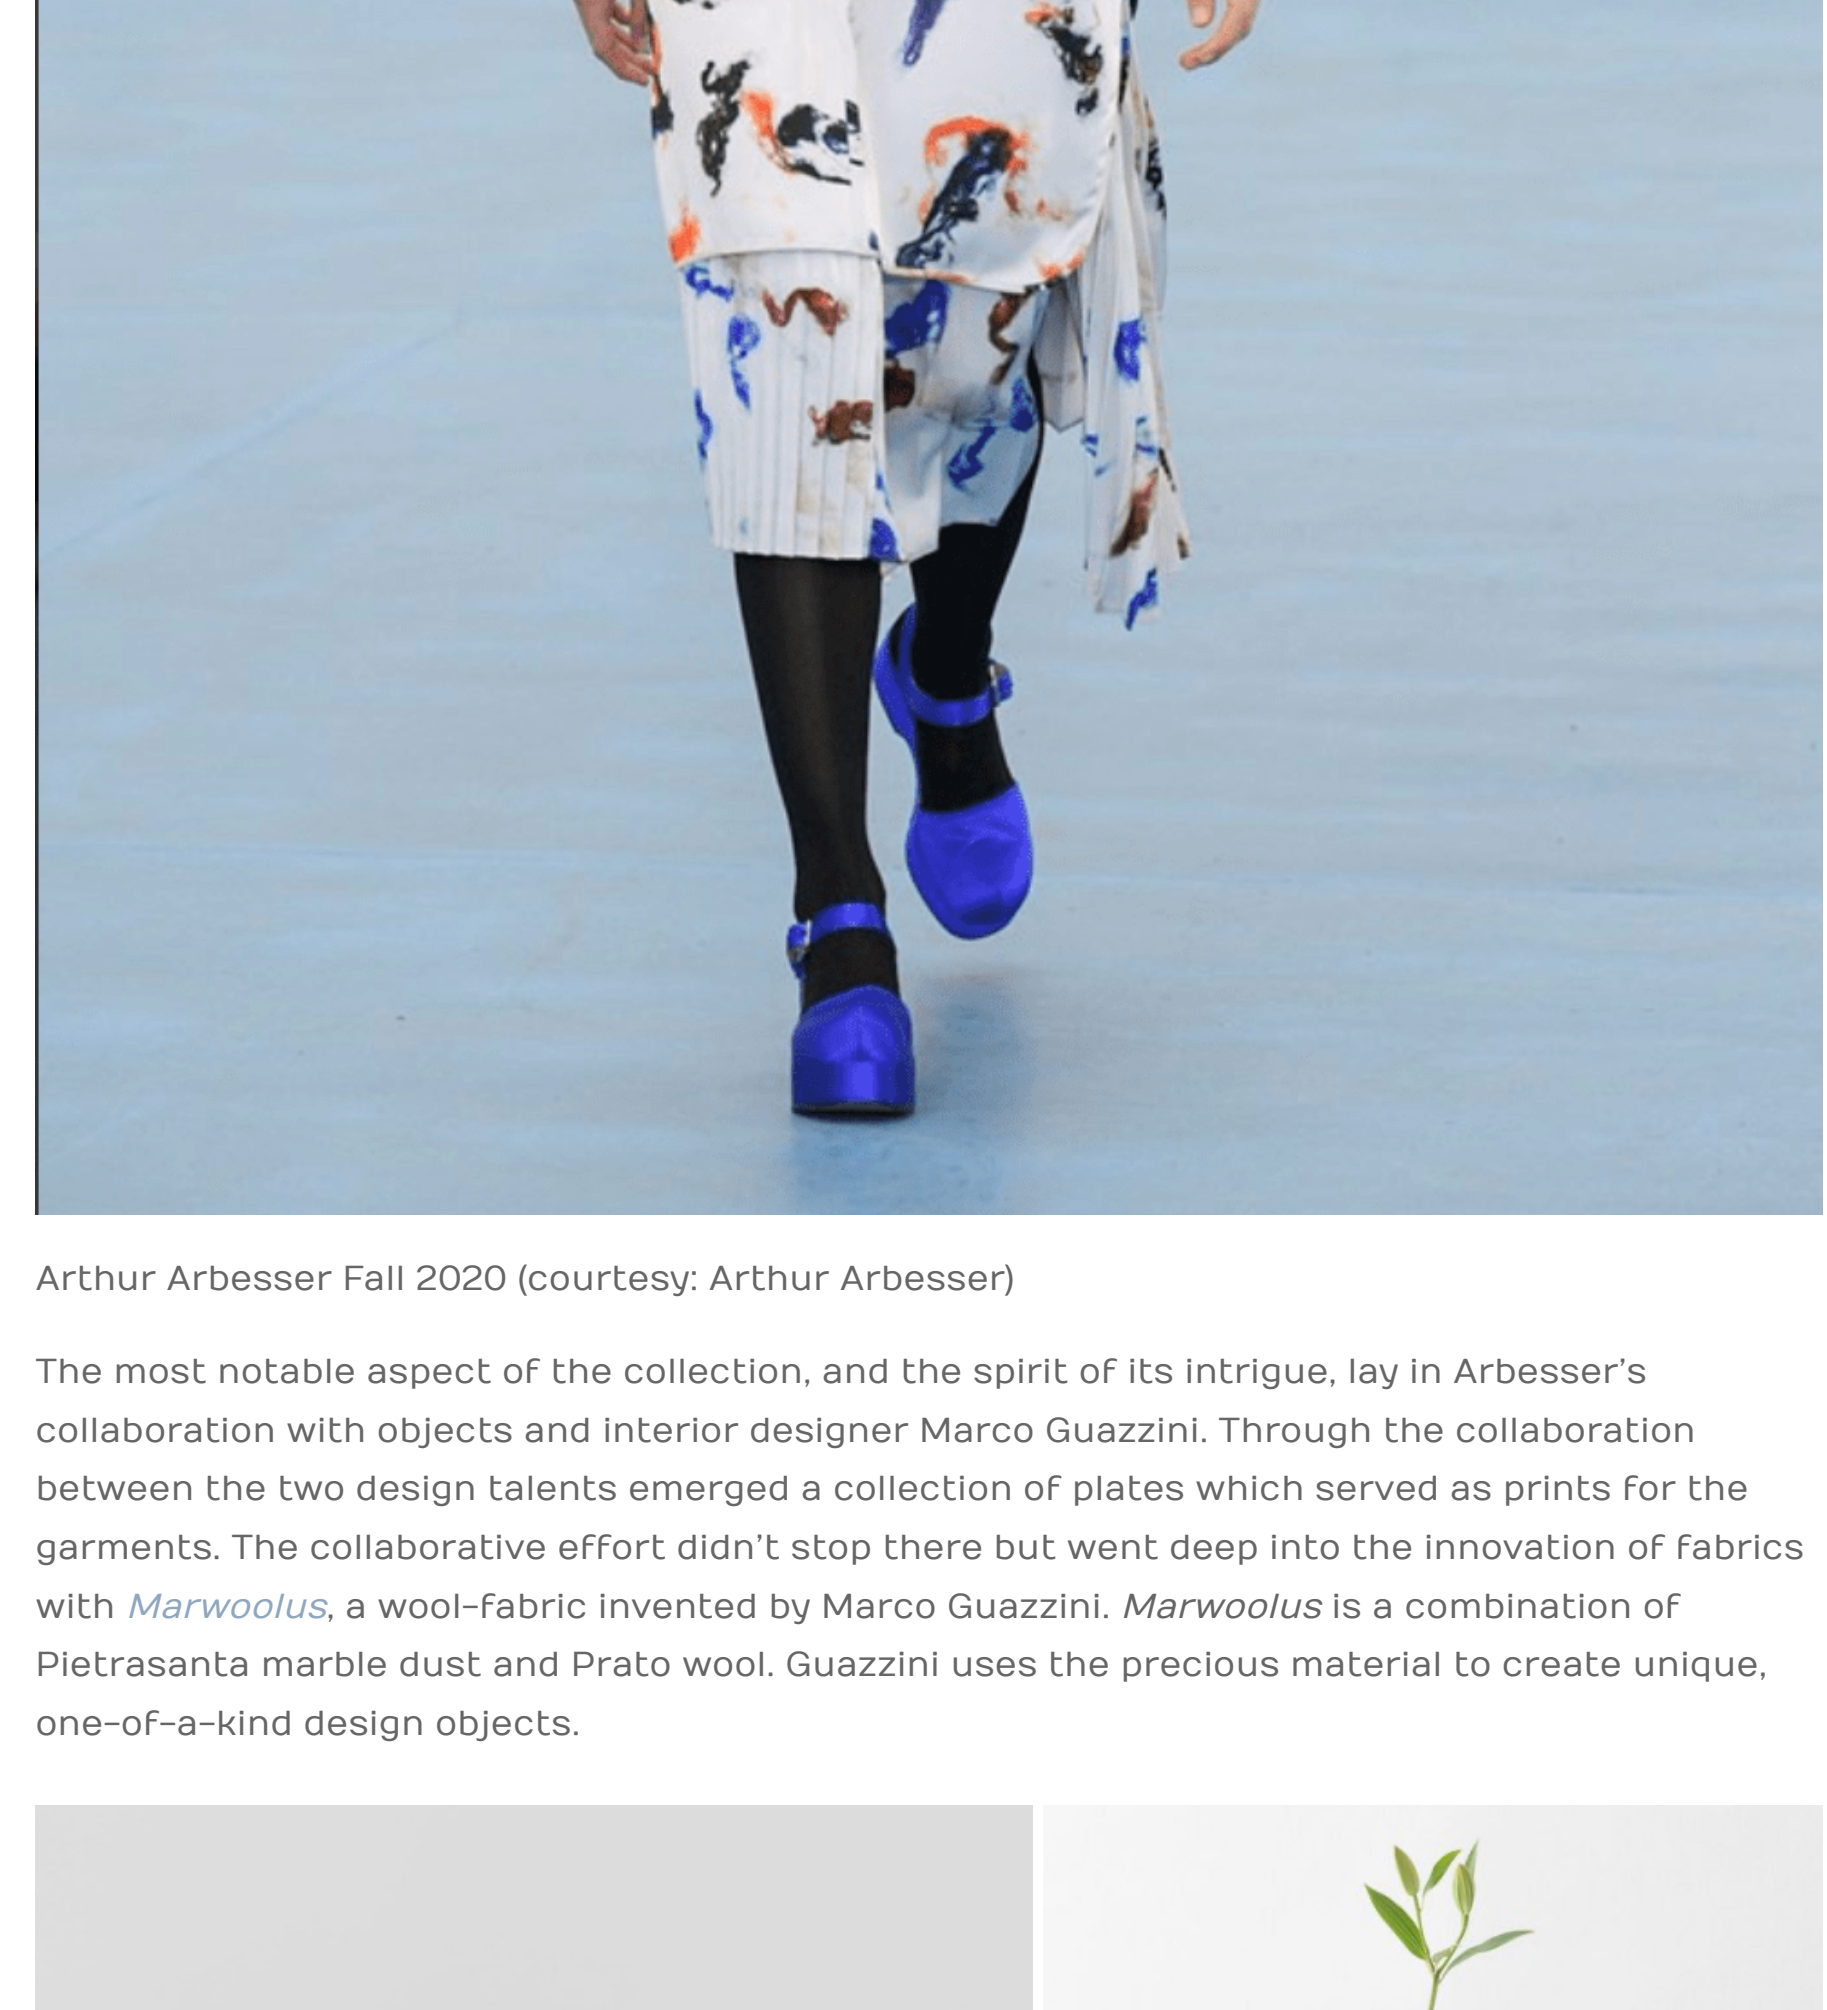 Arthur Arbesser Fall 2020 (courtesy: Arthur Arbesser)
The most notable aspect of the collection, and the spirit of its intrigue, lay in Arbesser’s
collaboration with objects and interior designer Marco Guazzini. Through the collaboration
between the two design talents emerged a collection of plates which served as prints for the
garments. The collaborative effort didn’t stop there but went deep into the innovation of fabrics
with Marwoolus, a wool-fabric invented by Marco Guazzini. Marwoolus is a combination of
Pietrasanta marble dust and Prato wool. Guazzini uses the precious material to create unique,
one-of-a-kind design objects.